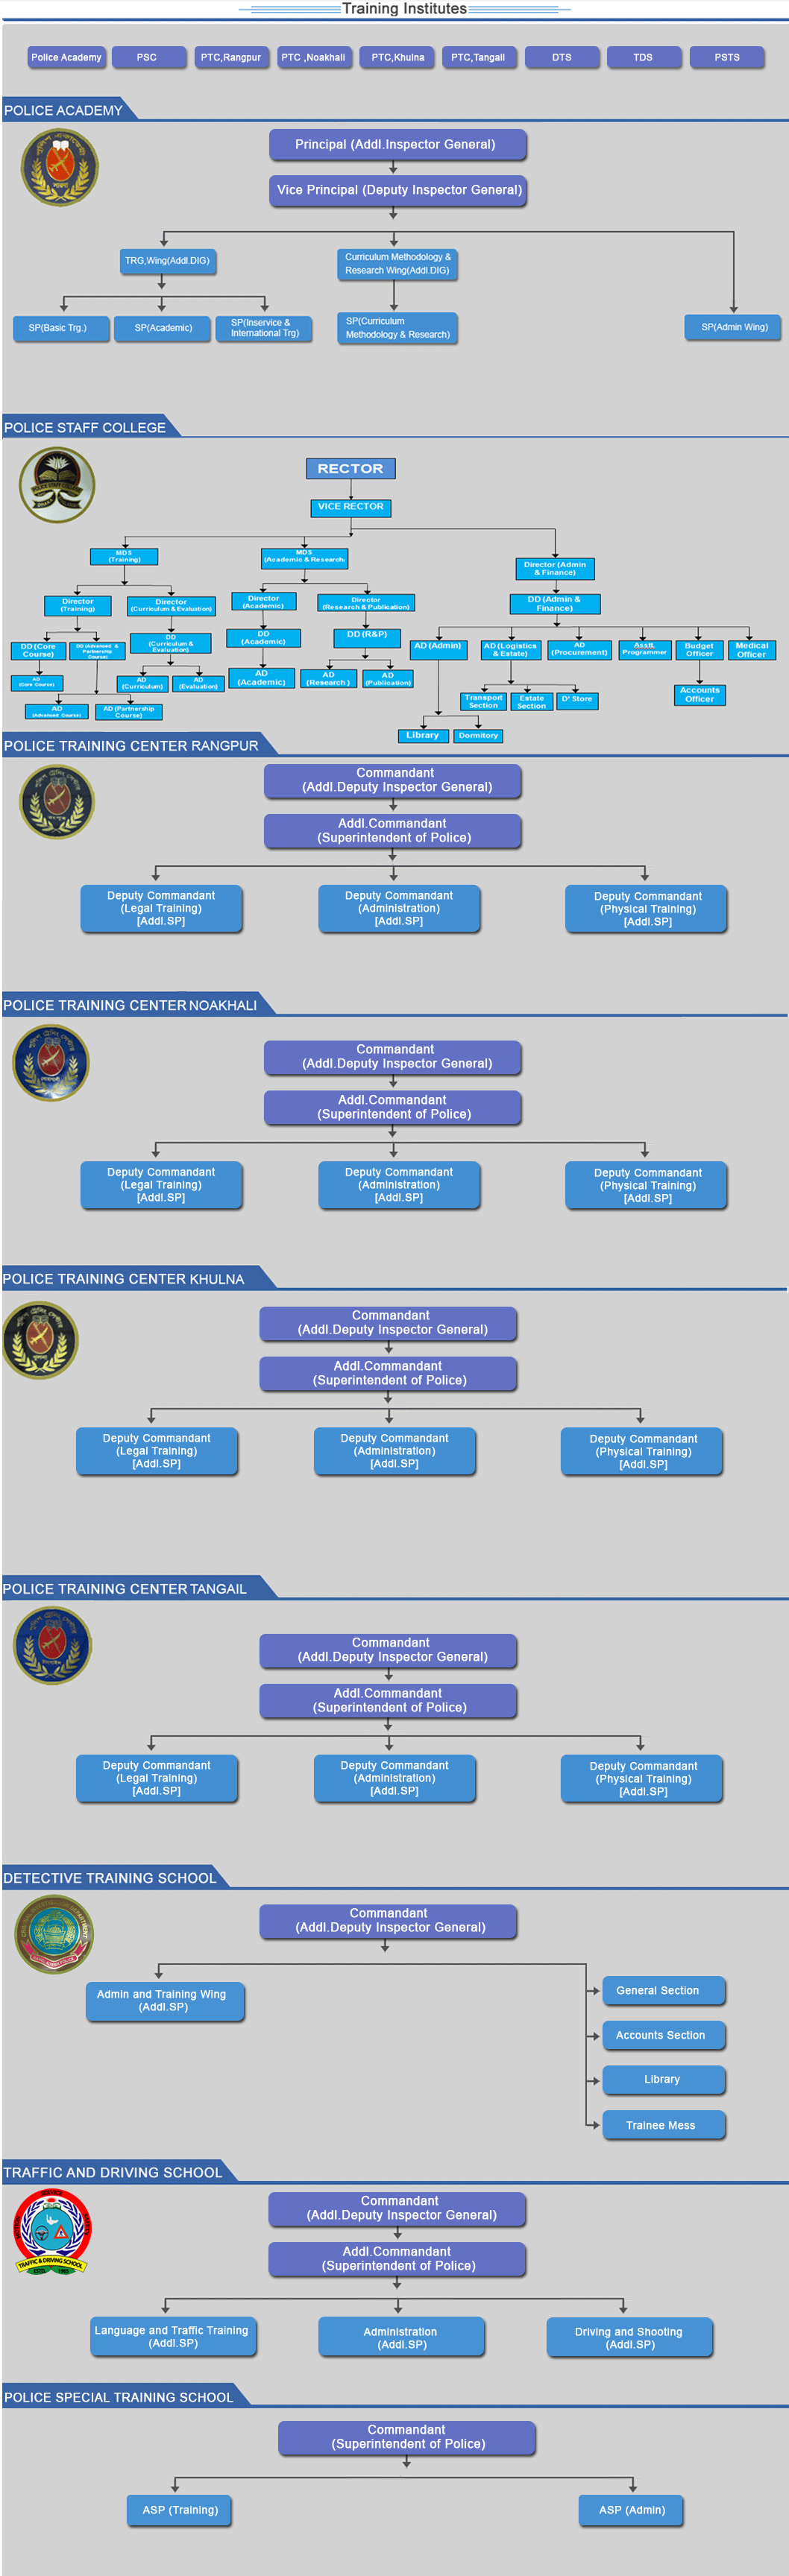 Training Institutes
Police Academy
PSC
PTC,Rangpur
PTC ,Noakhali
PTC,Khulna
PTC,Tangail
DTS
TDS
PSTS
POLICE ACADEMY
Principal (Addl.Inspector General)
Vice Principal (Deputy Inspector General)
TRG,Wing(Addl.DIG)
Curriculum Methodology &
Research Wing(Addl.DIG)
SP(Basic Trg.)
SP(Academic)
SP(Inservice &
International Trg)
SP(Curriculum
Methodology & Research)
SP(Admin Wing)
POLICE STAFF COLLEGE
RECTOR
VICE RECTOR
MDS
(Training)
MDS
(Academic & Research)
Director (Admin
& Finance)
Director
(Training)
Director
(Curriculum & Evaluation)
Director
(Academic)
Director
(Research & Publication)
DD (Admin &
Finance)
DD (Core
Course)
DD (Advanced &
Partnership
Course)
DD
(Curriculum &
Evaluation)
DD
(Academic)
DD (R&P)
AD (Admin)
AD (Logistics
& Estate)
AD
(Procurement)
Asstt.
Programmer
Budget
Officer
Medical
Officer
AD
(Core Course)
AD
(Curriculum)
AD
(Evaluation)
AD
(Academic)
AD
(Research )
AD
(Publication)
Transport
Section
Estate
Section
D' Store
Accounts
Officer
AD
(Advanced Course)
AD (Partnership
Course)
Library
Dormitory
POLICE TRAINING CENTER RANGPUR
Commandant
(Addl.Deputy Inspector General)
Addl.Commandant
(Superintendent of Police)
Deputy Commandant
(Legal Training)
[Addl.SP]
Deputy Commandant
(Administration)
[Addl.SP]
Deputy Commandant
(Physical Training)
[Addl.SP]
POLICE TRAINING CENTER NOAKHALI
Commandant
(Addl.Deputy Inspector General)
Addl.Commandant
(Superintendent of Police)
Deputy Commandant
(Legal Training)
[Addl.SP]
Deputy Commandant
(Administration)
[Addl.SP]
Deputy Commandant
(Physical Training)
[Addl.SP]
POLICE TRAINING CENTER KHULNA
Commandant
(Addl.Deputy Inspector General)
Addl.Commandant
(Superintendent of Police)
Deputy Commandant
(Legal Training)
[Addl.SP]
Deputy Commandant
(Administration)
[Addl.SP]
Deputy Commandant
(Physical Training)
[Addl.SP]
POLICE TRAINING CENTER TANGAIL
Commandant
(Addl.Deputy Inspector General)
Addl.Commandant
(Superintendent of Police)
Deputy Commandant
(Legal Training)
[Addl.SP]
Deputy Commandant
(Administration)
[Addl.SP]
Deputy Commandant
(Physical Training)
[Addl.SP]
DETECTIVE TRAINING SCHOOL
Commandant
(Addl.Deputy Inspector General)
Admin and Training Wing
(Addl.SP)
General Section
Accounts Section
Library
Trainee Mess
TRAFFIC AND DRIVING SCHOOL
SERVICE
TRAFFIC & DRIVING SCHOOL
Commandant
(Addl.Deputy Inspector General)
Addl.Commandant
(Superintendent of Police)
Language and Traffic Training
(Addl.SP)
Administration
(Addl.SP)
Driving and Shooting
(Addl.SP)
POLICE SPECIAL TRAINING SCHOOL
Commandant
(Superintendent of Police)
ASP (Training)
ASP (Admin)